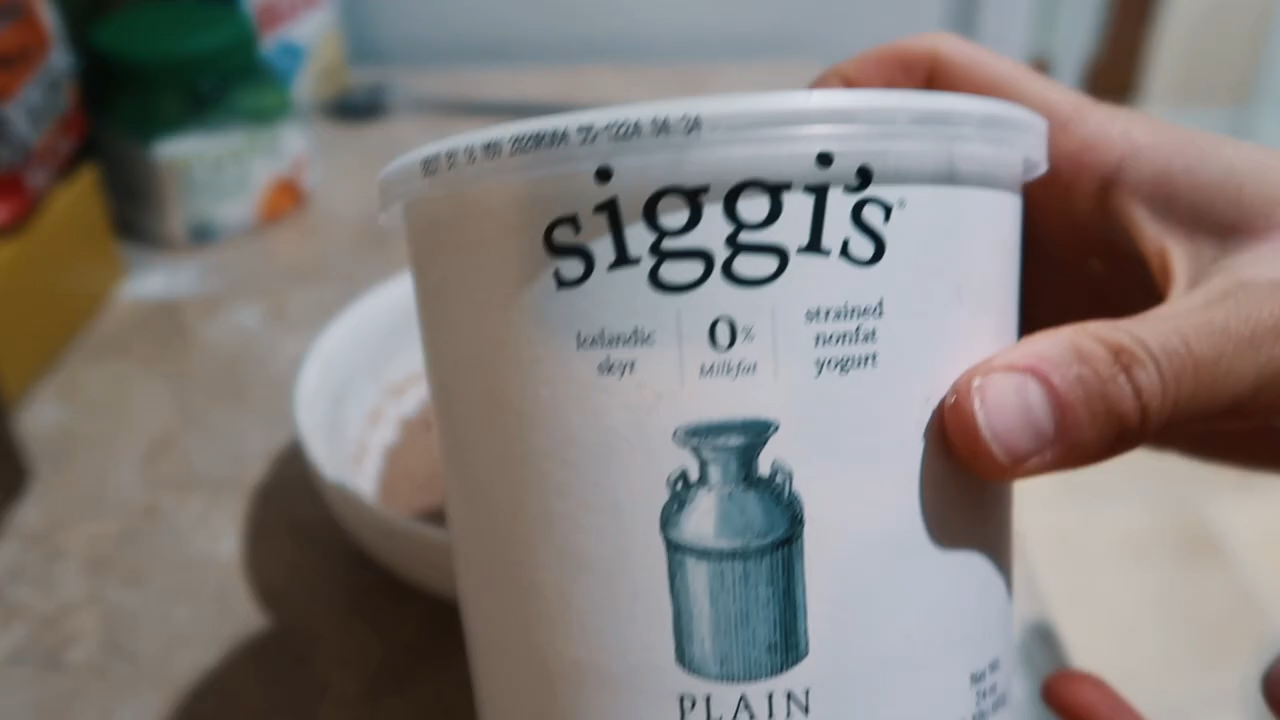 siggi's
Icelandic
skyr
0%
Milkfat
strained
nonfat
yogurt
PLAIN